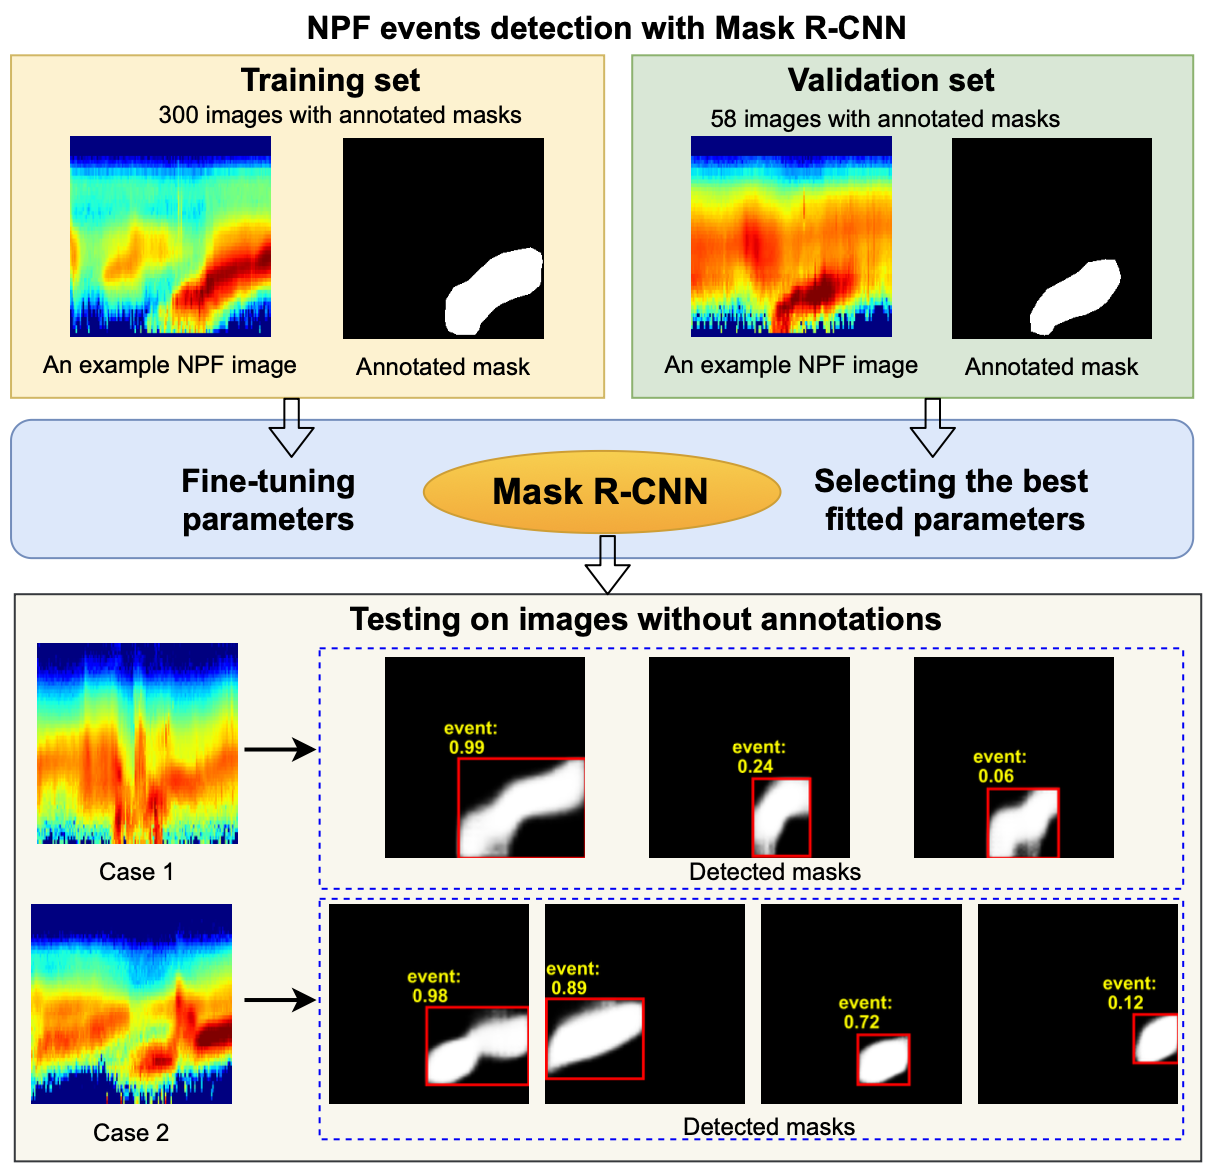 NPF events detection with Mask R-CNN
Training set
300 images with annotated masks
An example NPF image
Annotated mask
Validation set
58 images with annotated masks
An example NPF image
Annotated mask
Fine-tuning
parameters
Mask R-CNN
Selecting the best
fitted parameters
Testing on images without annotations
Case 1
event:
0.99
event:
0.24
event:
0.06
Detected masks
Case 2
event:
0.98
event:
0.89
event:
0.72
event:
0.12
Detected masks